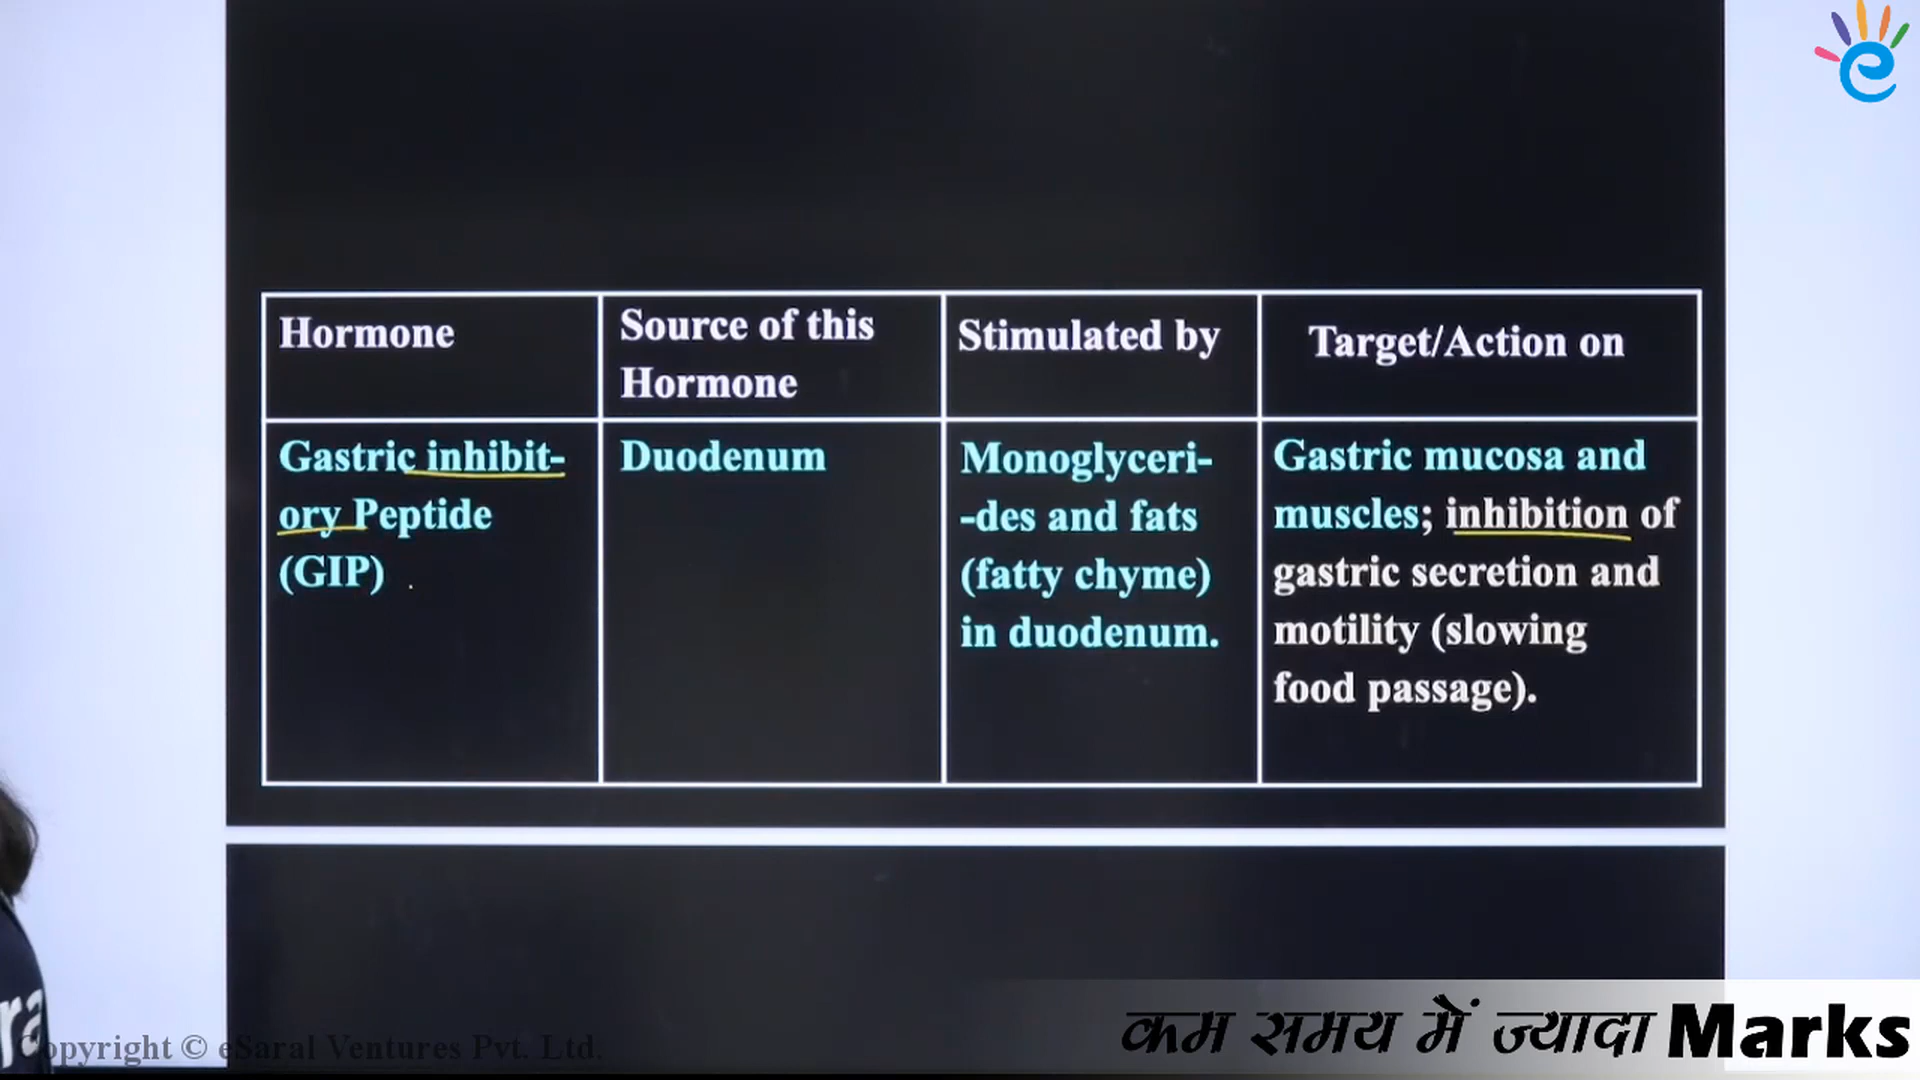 Hormone
Source of this
Hormone
Stimulated by
Target/Action on
Gastric inhibit-
ory Peptide
(GIP)
Duodenum
Monoglyceri-
-des and fats
(fatty chyme)
in duodenum.
Gastric mucosa and
muscles; inhibition of
gastric secretion and
motility (slowing
food passage).
ra
Copyright © eSaral Ventures Pvt. Ltd.
कम समय में ज्यादा Marks